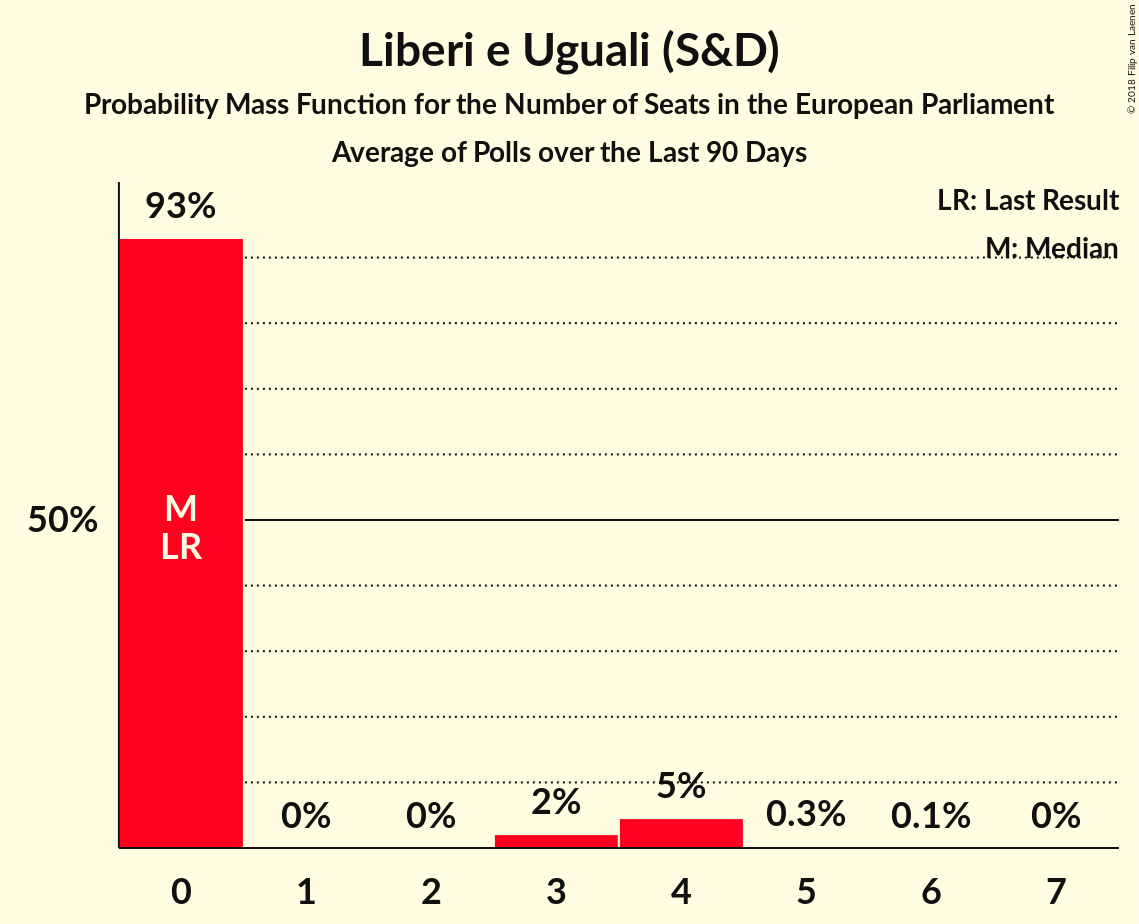 Liberi e Uguali (S&D)
Probability Mass Function for the Number of Seats in the European Parliament
Average of Polls over the Last 90 Days
© 2018 Filip van Laenen
LR: Last Result
M: Median
93%
50%
M
LR
0%
0%
2%
5%
0.3%
0.1%
0%
0
1
2
3
4
5
6
7